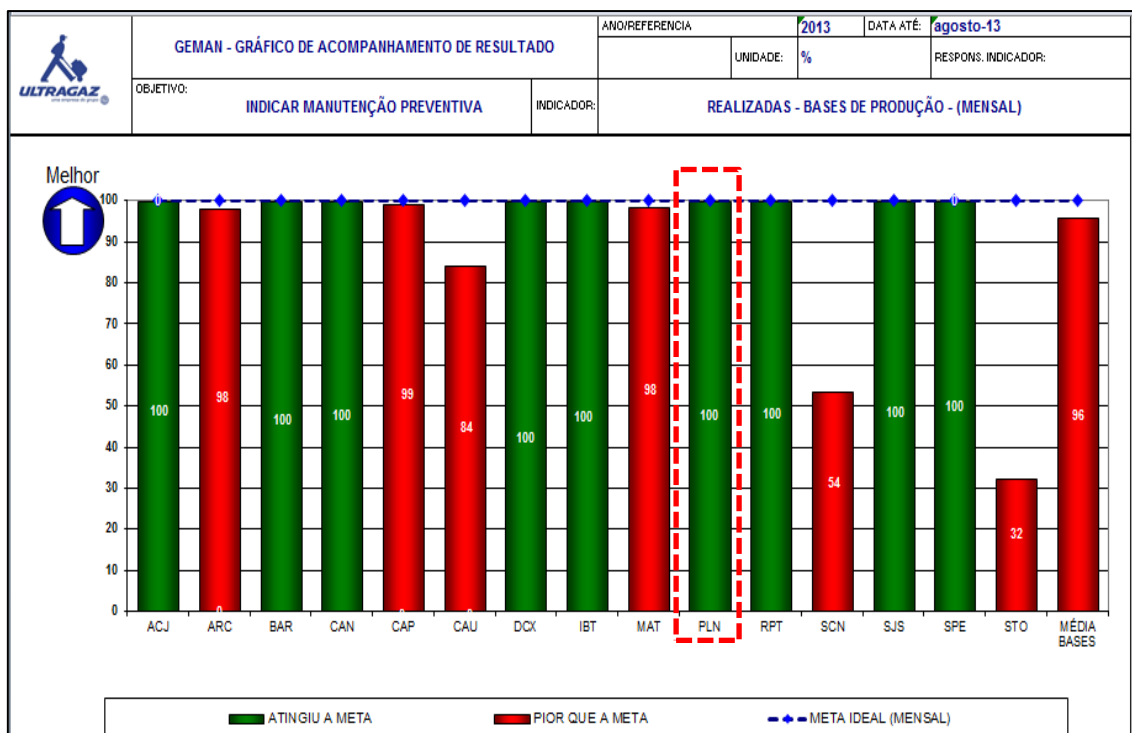 ULTRAGAZ
GEMAN - GRÁFICO DE ACOMPANHAMENTO DE RESULTADO
ANO/REFERENCIA
2013
DATA ATÉ:
agosto-13
UNIDADE:
%
RESPONS. INDICADOR:
OBJETIVO:
INDICAR MANUTENÇÃO PREVENTIVA
INDICADOR:
REALIZADAS - BASES DE PRODUÇÃO - (MENSAL)
Melhor
100
90
80
70
60
50
40
30
20
10
0
0 0
100 98 100 100 99 84 100 100 98 100 100 54 100 100 32 96
0 0 0
ACJ ARC BAR CAN CAP CAU DCX IBT MAT PLN RPT SCN SJS SPE STO MÉDIA BASES
ATINGIU A META
PIOR QUE A META
META IDEAL (MENSAL)